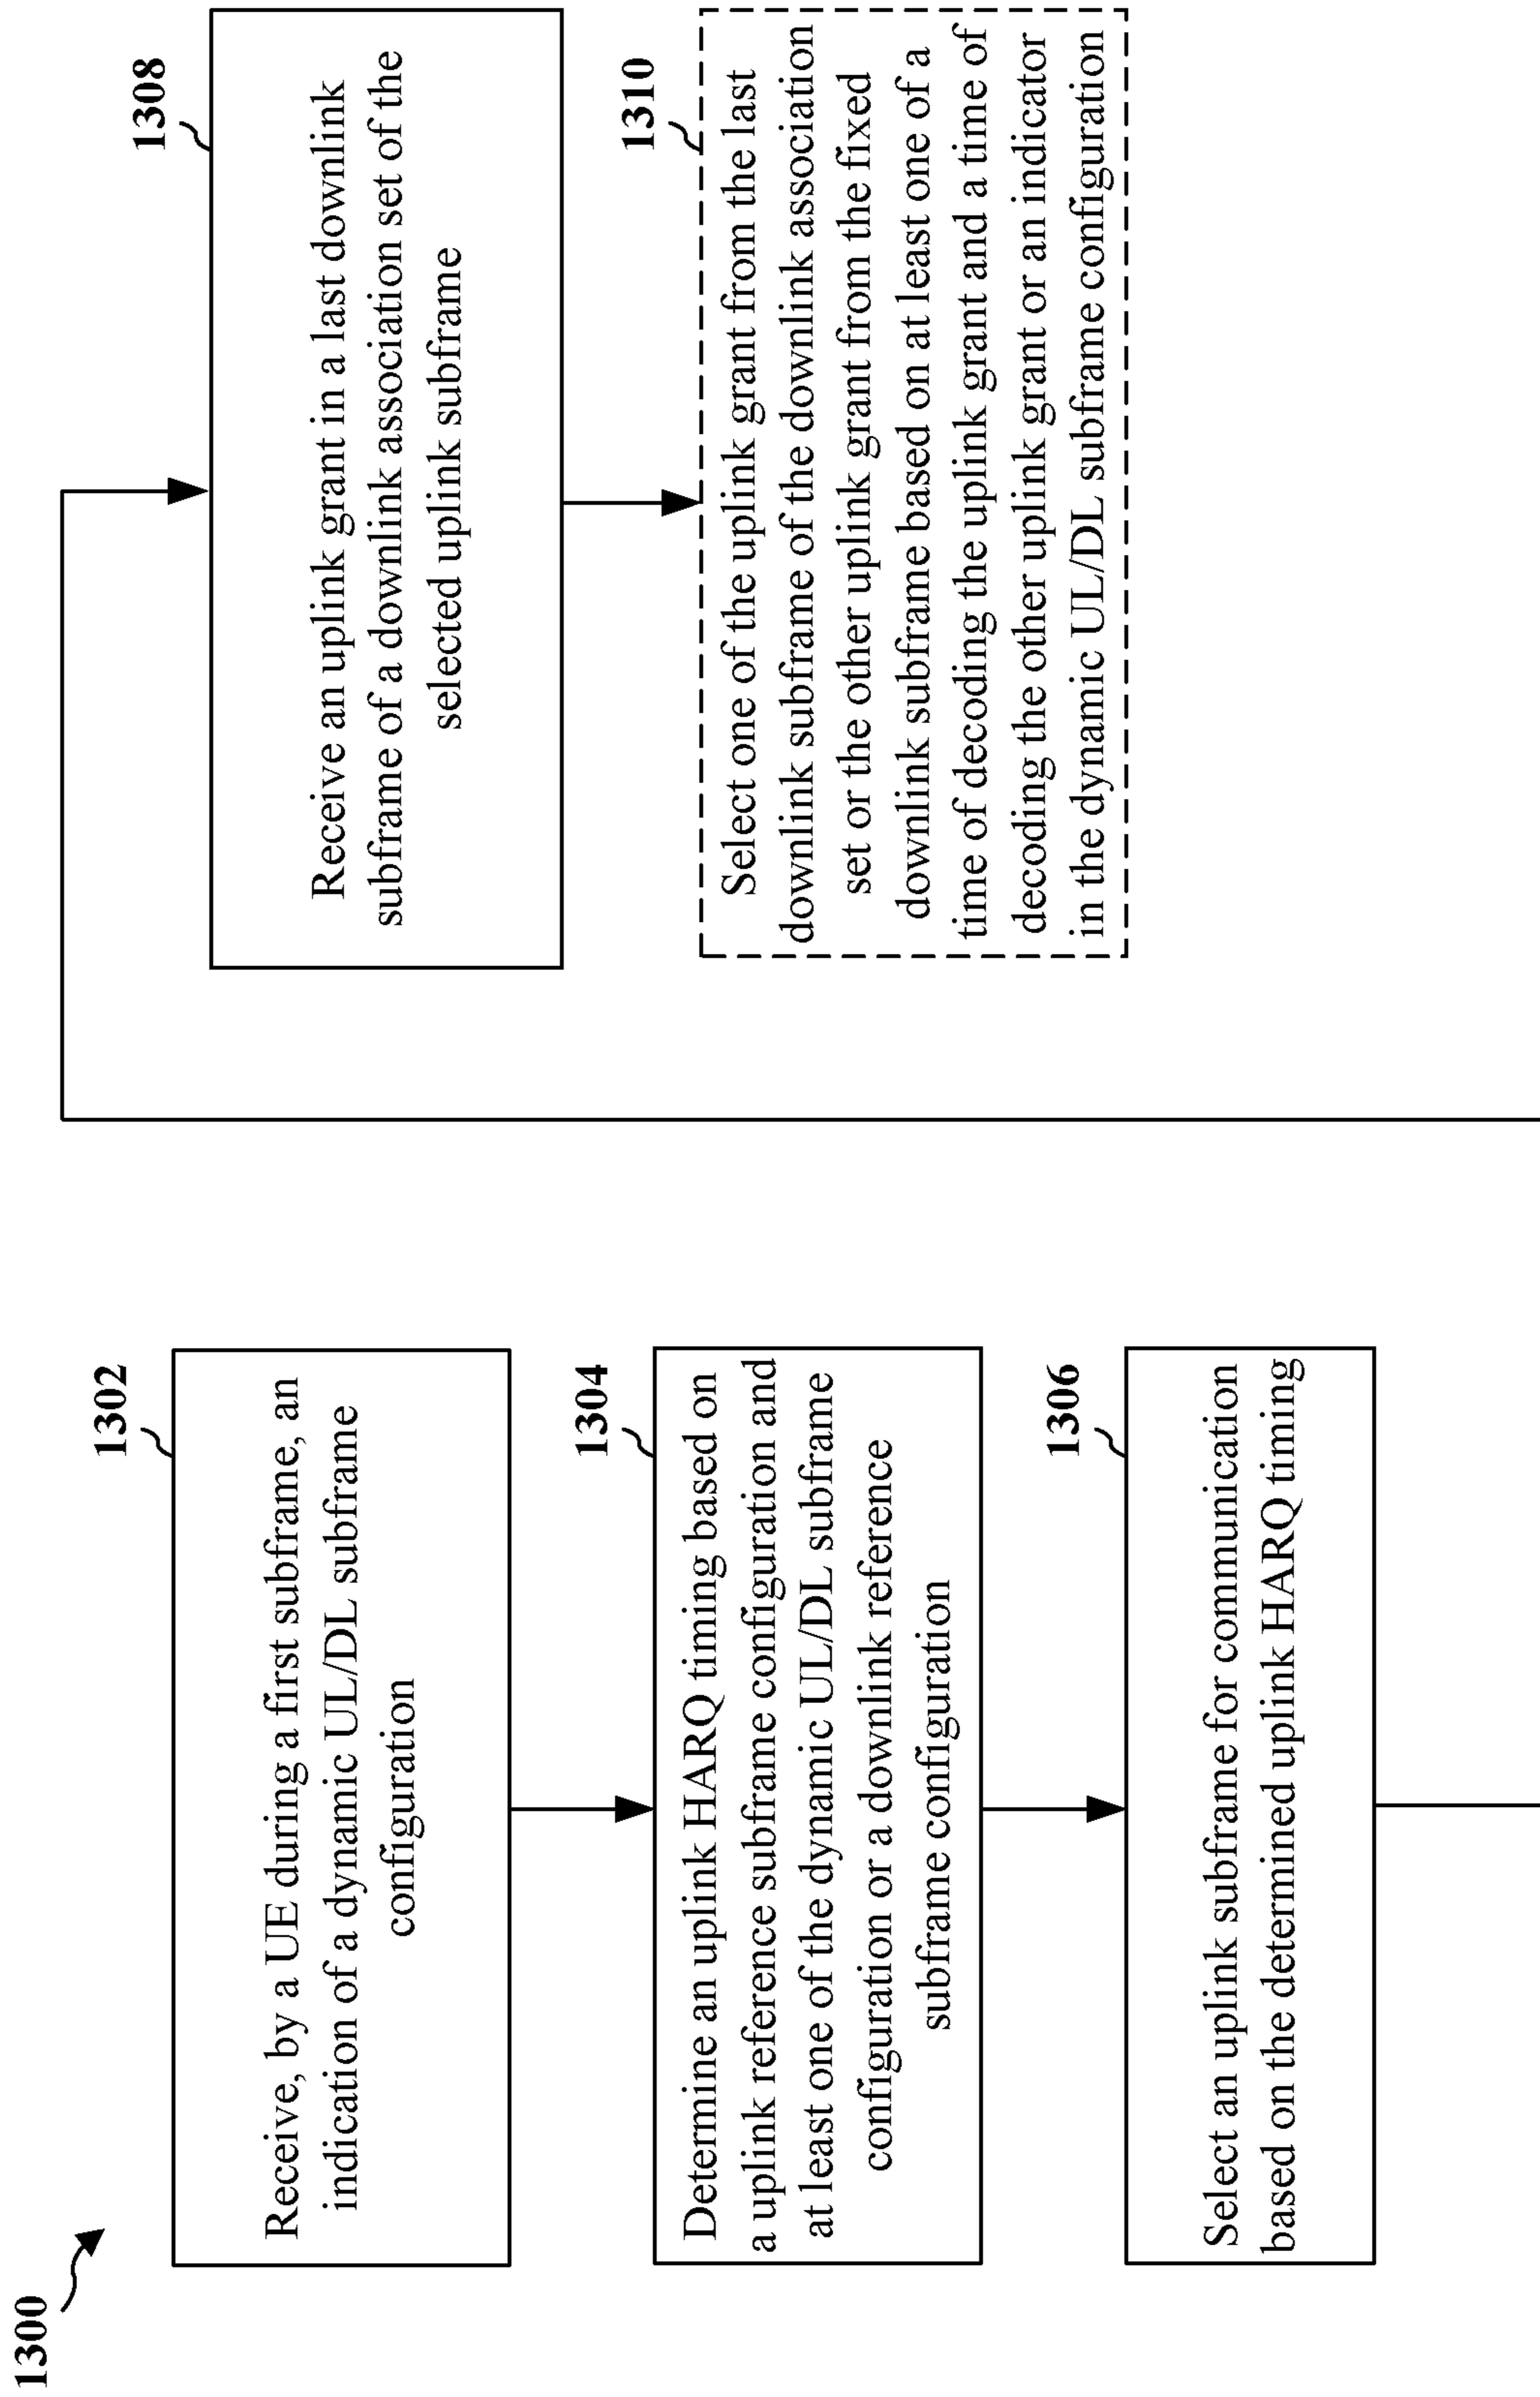 1300
1302
Receive, by a UE during a first subframe, an
indication of a dynamic UL/DL subframe
configuration
1304
Determine an uplink HARQ timing based on
a uplink reference subframe configuration and
at least one of the dynamic UL/DL subframe
configuration or a downlink reference
subframe configuration
1306
Select an uplink subframe for communication
based on the determined uplink HARQ timing
1308
Receive an uplink grant in a last downlink
subframe of a downlink association set of the
selected uplink subframe
1310
Select one of the uplink grant from the last
downlink subframe of the downlink association
set or the other uplink grant from the fixed
downlink subframe based on at least one of a
time of decoding the uplink grant and a time of
decoding the other uplink grant or an indicator
in the dynamic UL/DL subframe configuration